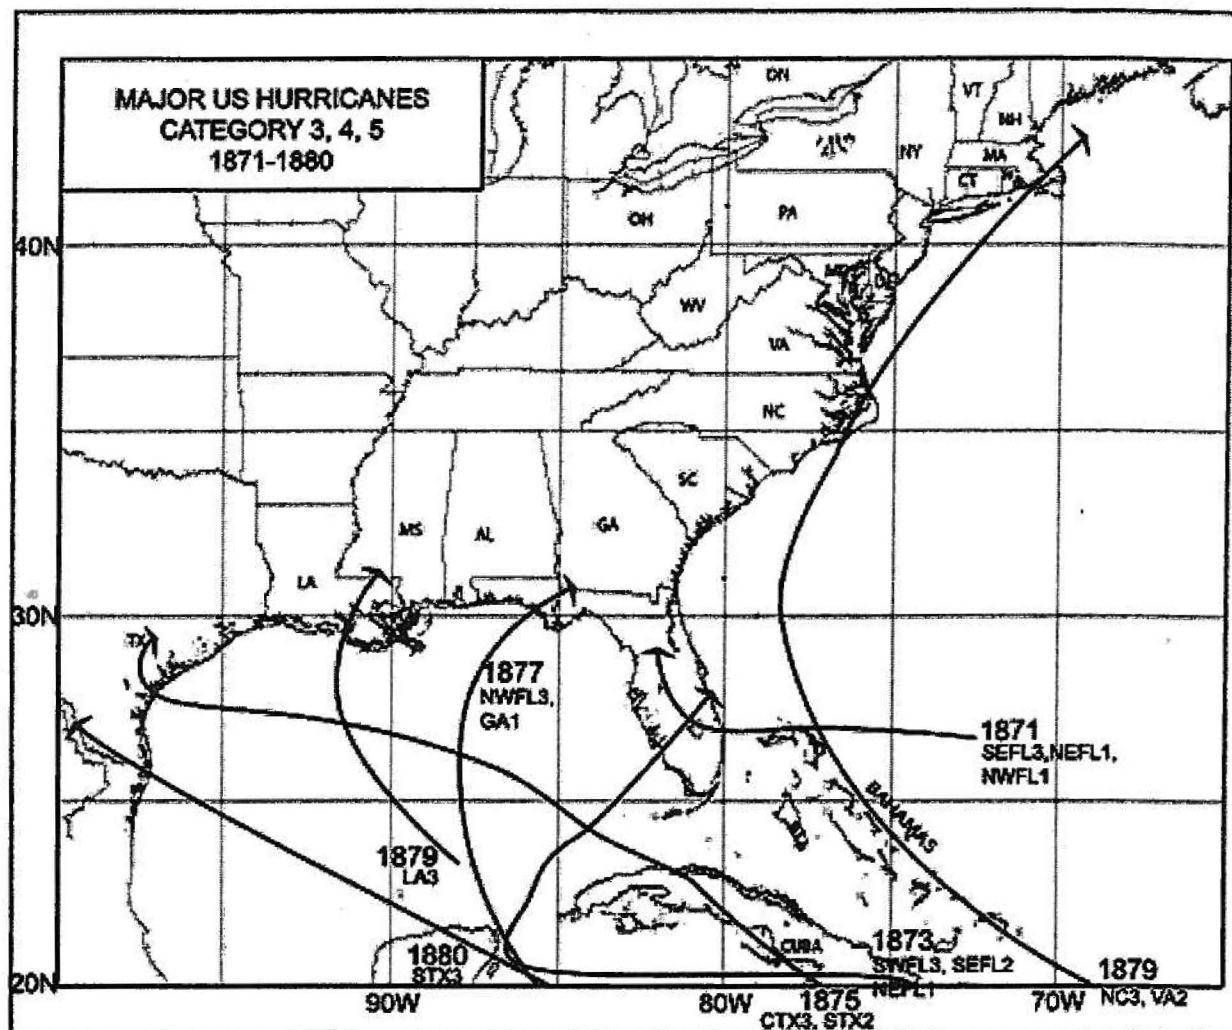 MAJOR US HURRICANES
CATEGORY 3, 4, 5
1871-1880
ON
VT
NH
NY
MA
CT
PA
OH
40N
WV
VA
NC
SC
MS
AL
GA
LA
30N
TX
1877
NWFL3,
GA1
1871
SEFL3,NEFL1,
NWFL1
BAHAMAS
1879
LA3
1880
STX3
CUBA
1873
SWFL3, SEFL2
NEFL1
1879
NC3, VA2
20N
90W
80W
1875
CTX3, STX2
70W